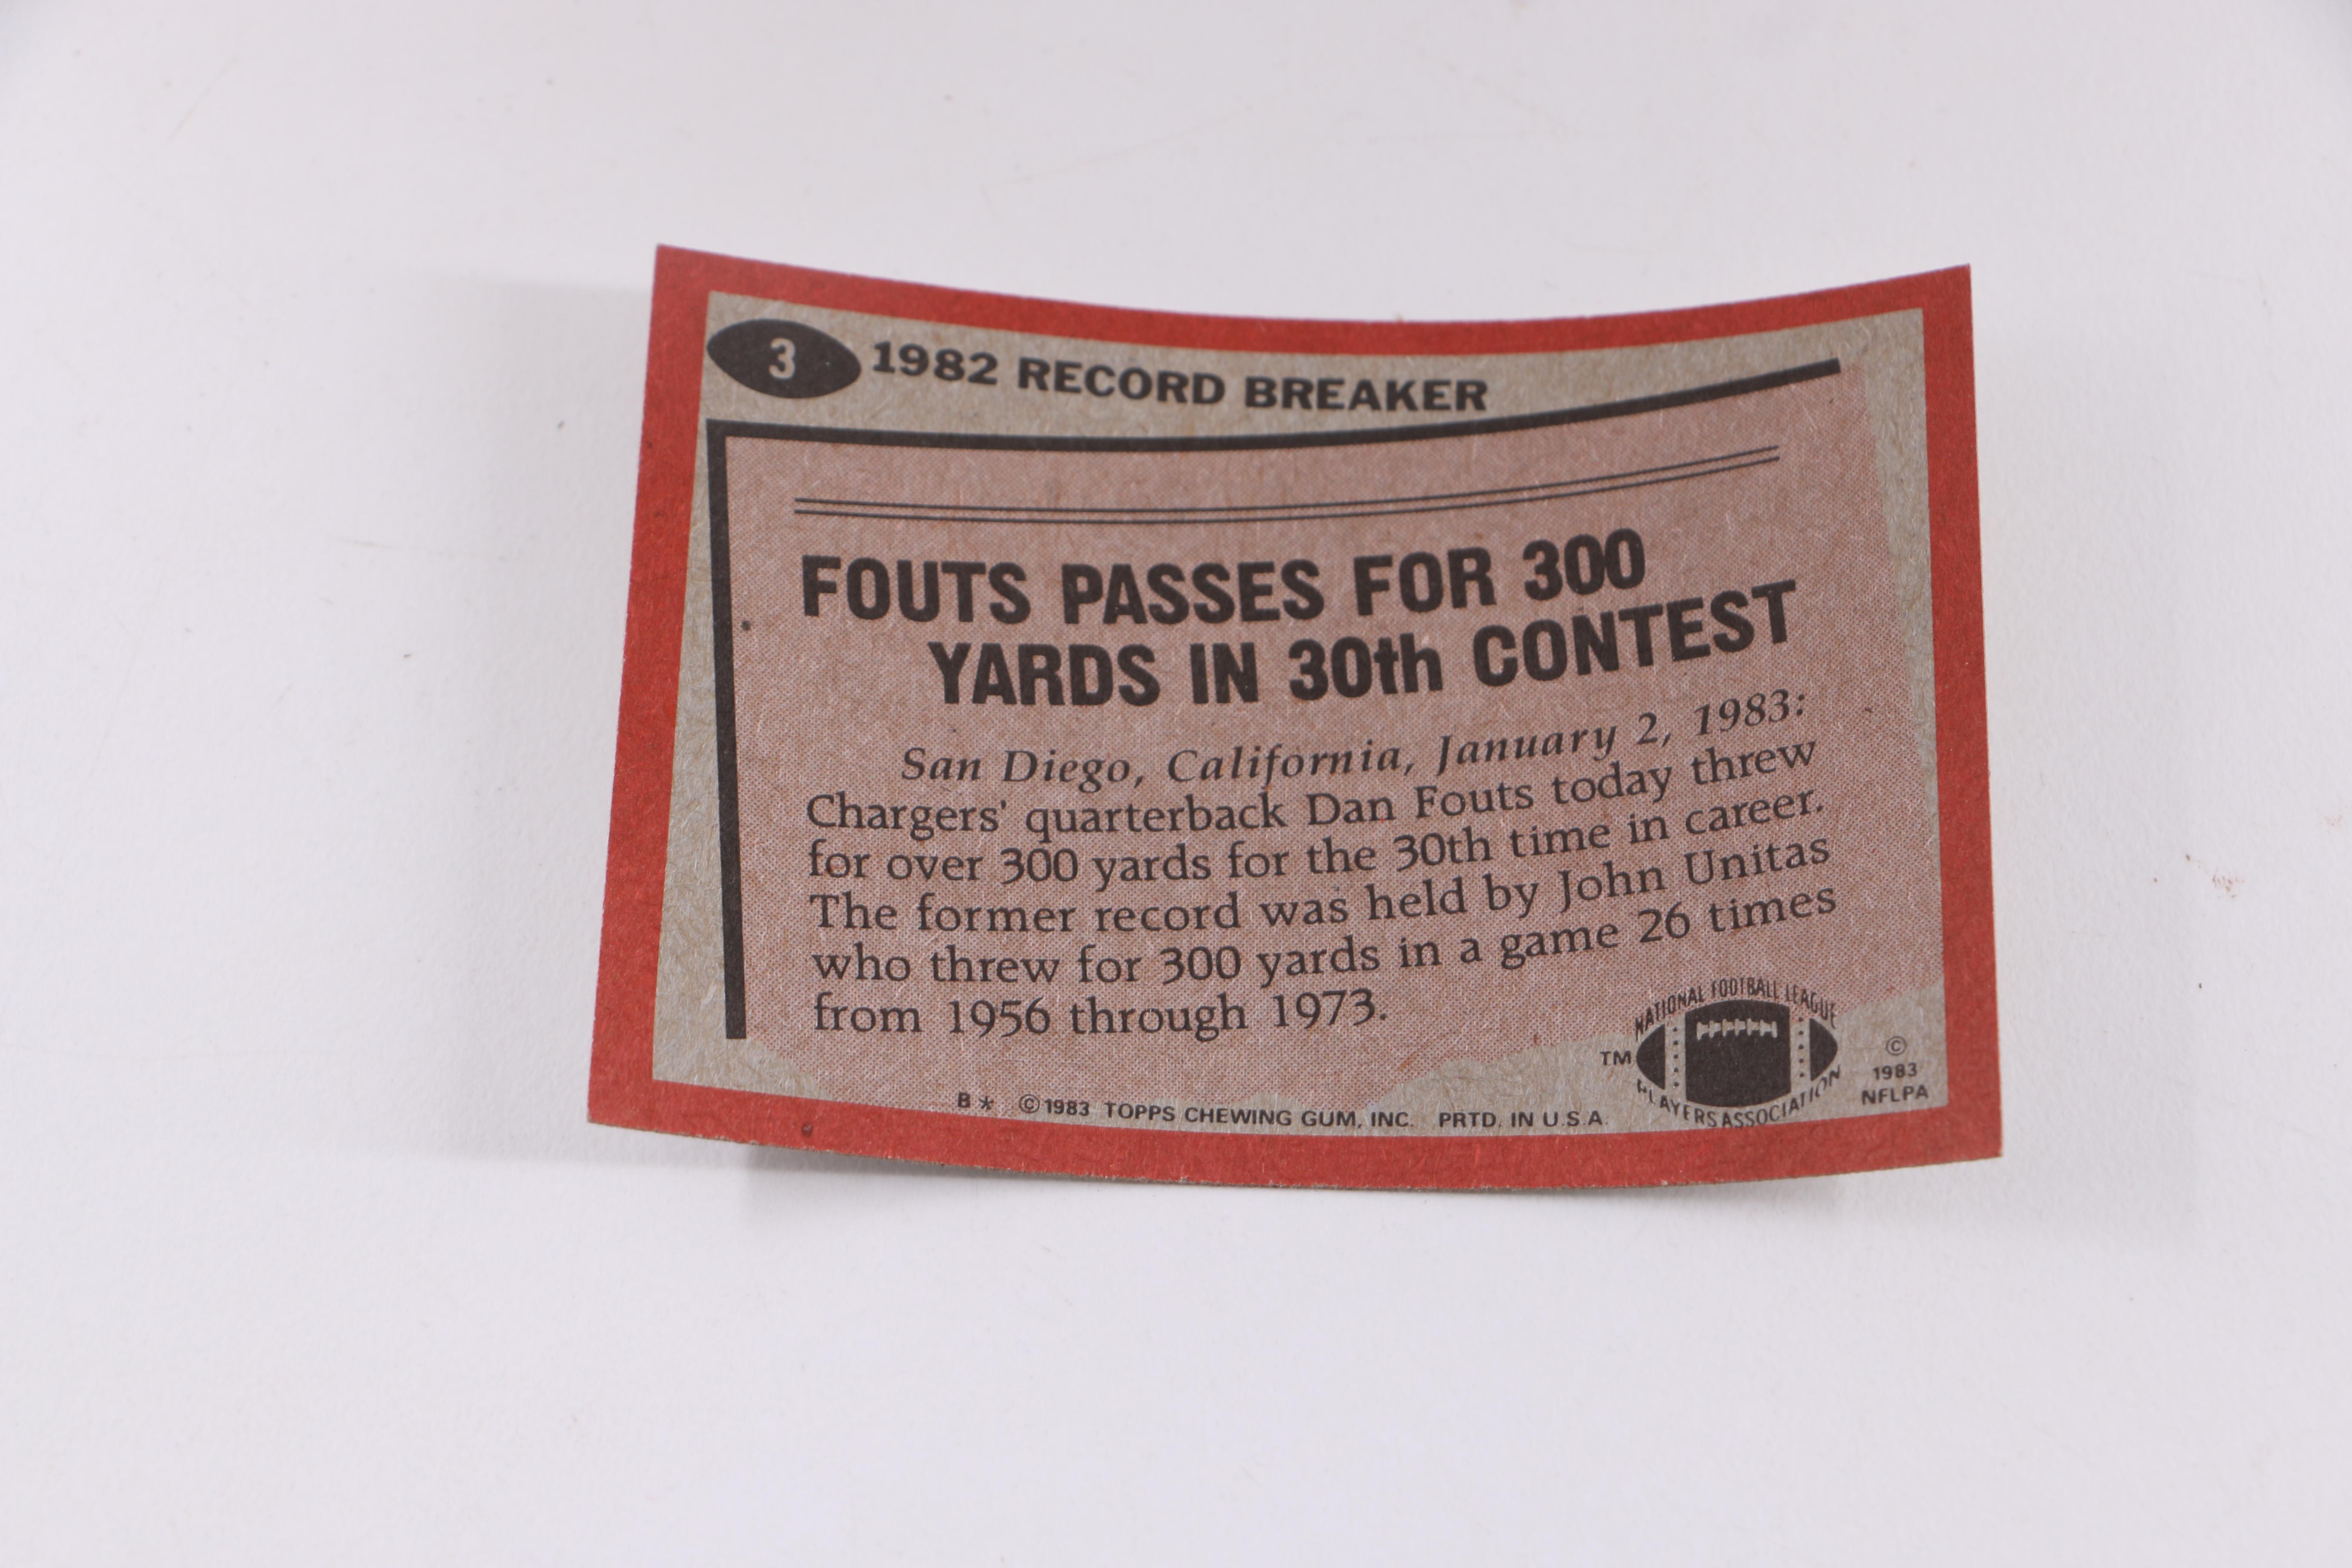 3 1982 RECORD BREAKER
FOUTS PASSES FOR 300
YARDS IN 30th CONTEST
San Diego, California, January 2, 1983:
Chargers' quarterback Dan Fouts today threw
for over 300 yards for the 30th time in career.
The former record was held by John Unitas
who threw for 300 yards in a game 26 times
from 1956 through 1973.
NATIONAL FOOTBALL LEAGUE
TM
PLAYERS ASSOCIATION
©
1983
NFLPA
B* © 1983 TOPPS CHEWING GUM, INC. PRTD. IN U.S.A.